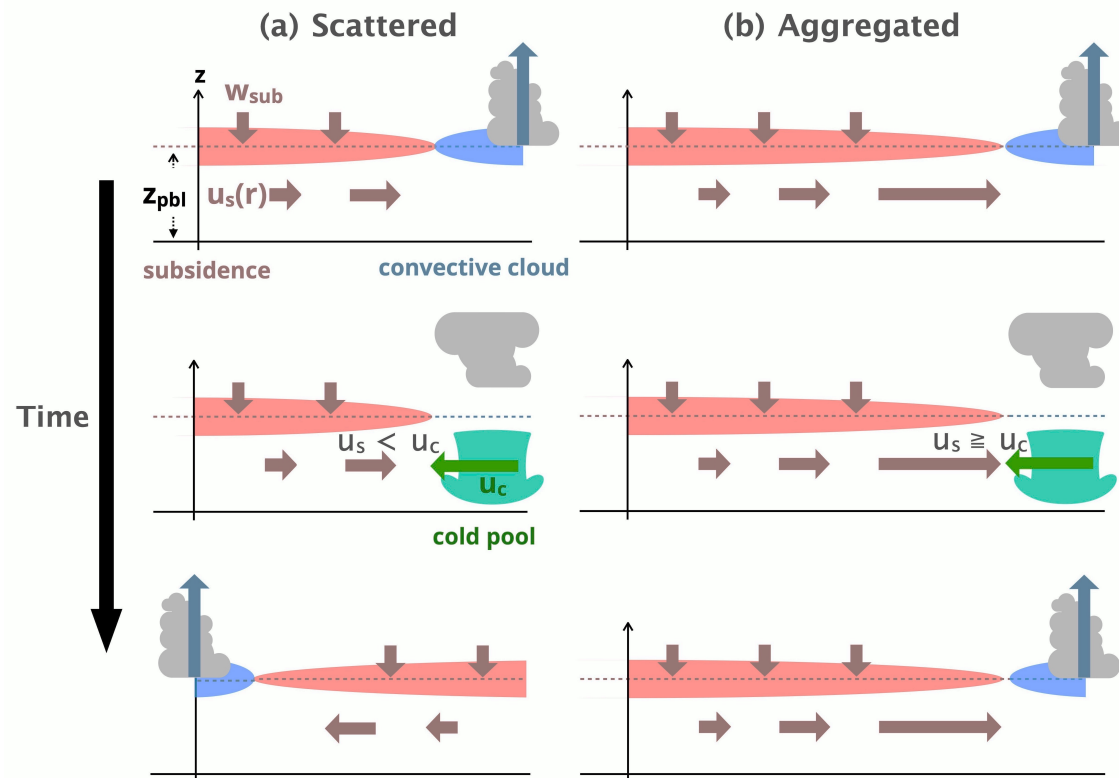 (a) Scattered
(b) Aggregated
z
w_sub
z_pbl
u_s(r)
subsidence
convective cloud
Time
u_s < u_c
u_c
cold pool
u_s ≧ u_c